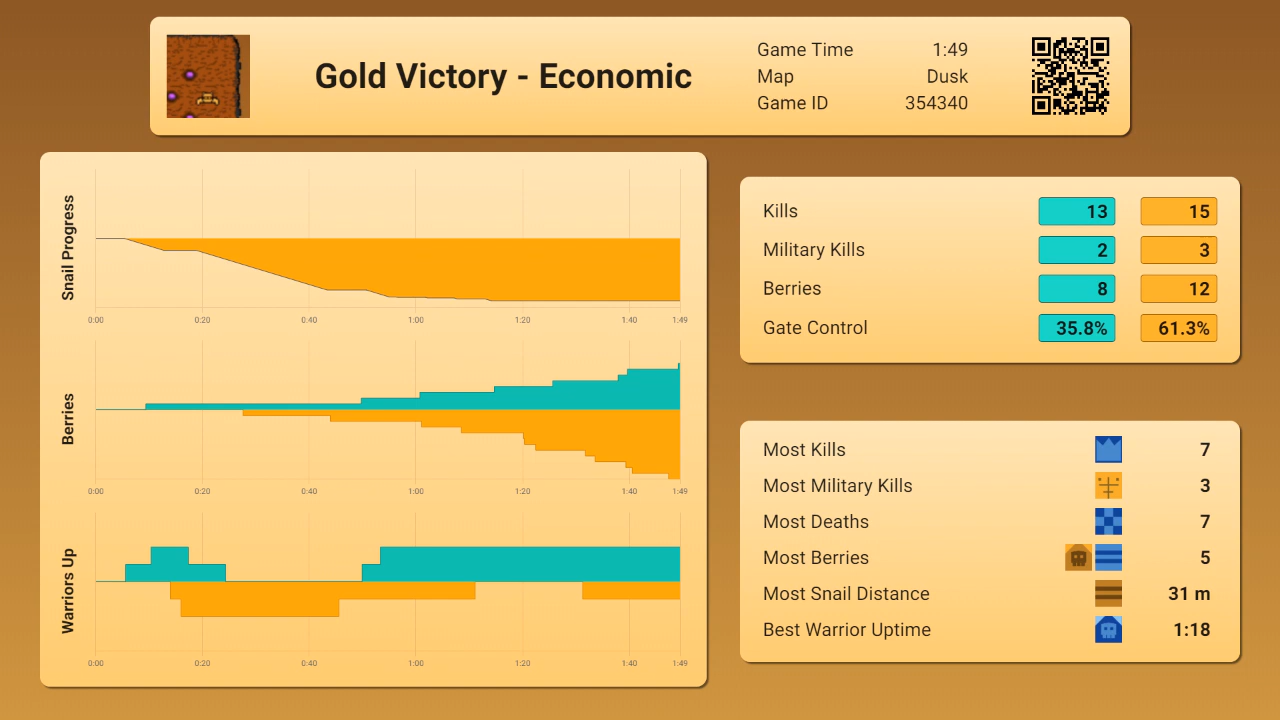 Gold Victory - Economic
Game Time 1:49
Map Dusk
Game ID 354340
Snail Progress
0:00 0:20 0:40 1:00 1:20 1:40 1:49
Berries
0:00 0:20 0:40 1:00 1:20 1:40 1:49
Warriors Up
0:00 0:20 0:40 1:00 1:20 1:40 1:49
Kills 13 15
Military Kills 2 3
Berries 8 12
Gate Control 35.8% 61.3%
Most Kills 7
Most Military Kills 3
Most Deaths 7
Most Berries 5
Most Snail Distance 31 m
Best Warrior Uptime 1:18